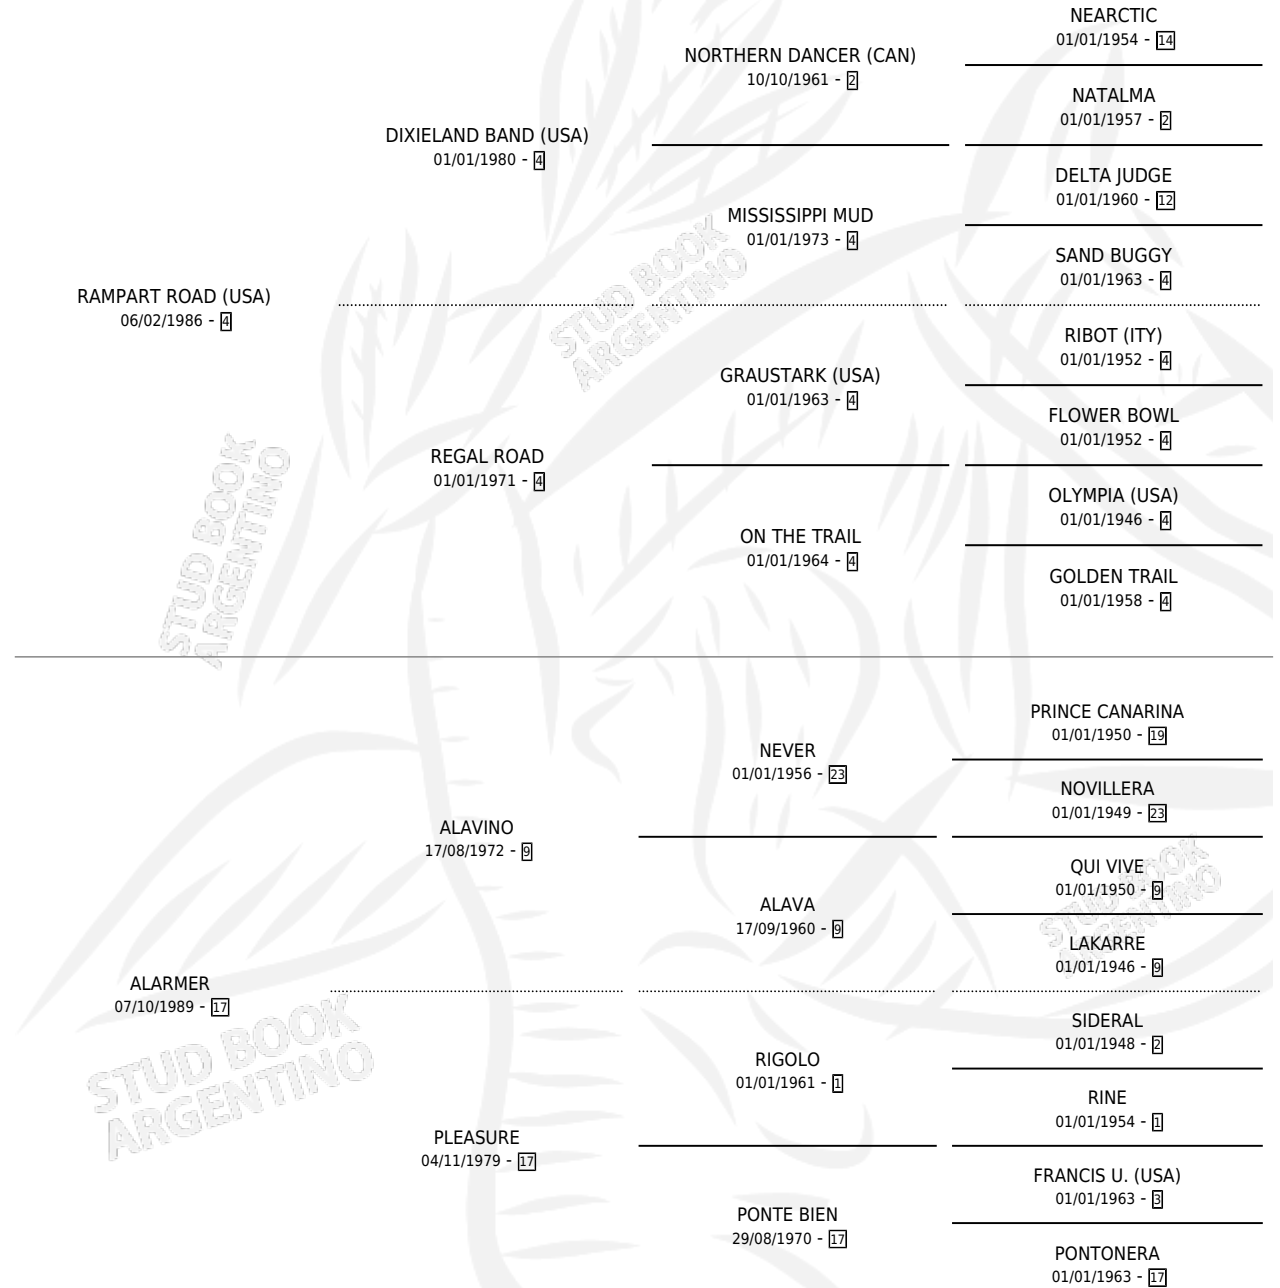 NEARCTIC
01/01/1954 - 14
NORTHERN DANCER (CAN)
10/10/1961 - 2
NATALMA
01/01/1957 - 2
DIXIELAND BAND (USA)
01/01/1980 - 4
DELTA JUDGE
01/01/1960 - 12
MISSISSIPPI MUD
01/01/1973 - 4
SAND BUGGY
01/01/1963 - 4
RAMPART ROAD (USA)
06/02/1986 - 4
STUD BOOK
ARGENTINO
RIBOT (ITY)
01/01/1952 - 4
GRAUSTARK (USA)
01/01/1963 - 4
FLOWER BOWL
01/01/1952 - 4
REGAL ROAD
01/01/1971 - 4
OLYMPIA (USA)
01/01/1946 - 4
ON THE TRAIL
01/01/1964 - 4
GOLDEN TRAIL
01/01/1958 - 4
STUD BOOK
ARGENTINO
PRINCE CANARINA
01/01/1950 - 19
NEVER
01/01/1956 - 23
NOVILLERA
01/01/1949 - 23
ALAVINO
17/08/1972 - 9
QUI VIVE
01/01/1950 - 9
ALAVA
17/09/1960 - 9
LAKARRE
01/01/1946 - 9
STUD BOOK
ARGENTINO
ALARMER
07/10/1989 - 17
SIDERAL
01/01/1948 - 2
RIGOLO
01/01/1961 - 1
RINE
01/01/1954 - 1
STUD BOOK
ARGENTINO
PLEASURE
04/11/1979 - 17
FRANCIS U. (USA)
01/01/1963 - 3
PONTE BIEN
29/08/1970 - 17
PONTONERA
01/01/1963 - 17